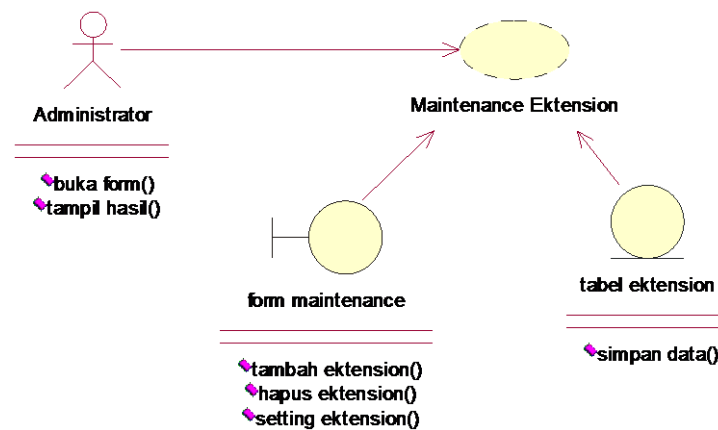 Administrator
buka form()
tampil hasil()
Maintenance Ektension
form maintenance
tambah ektension()
hapus ektension()
setting ektension()
tabel ektension
simpan data()